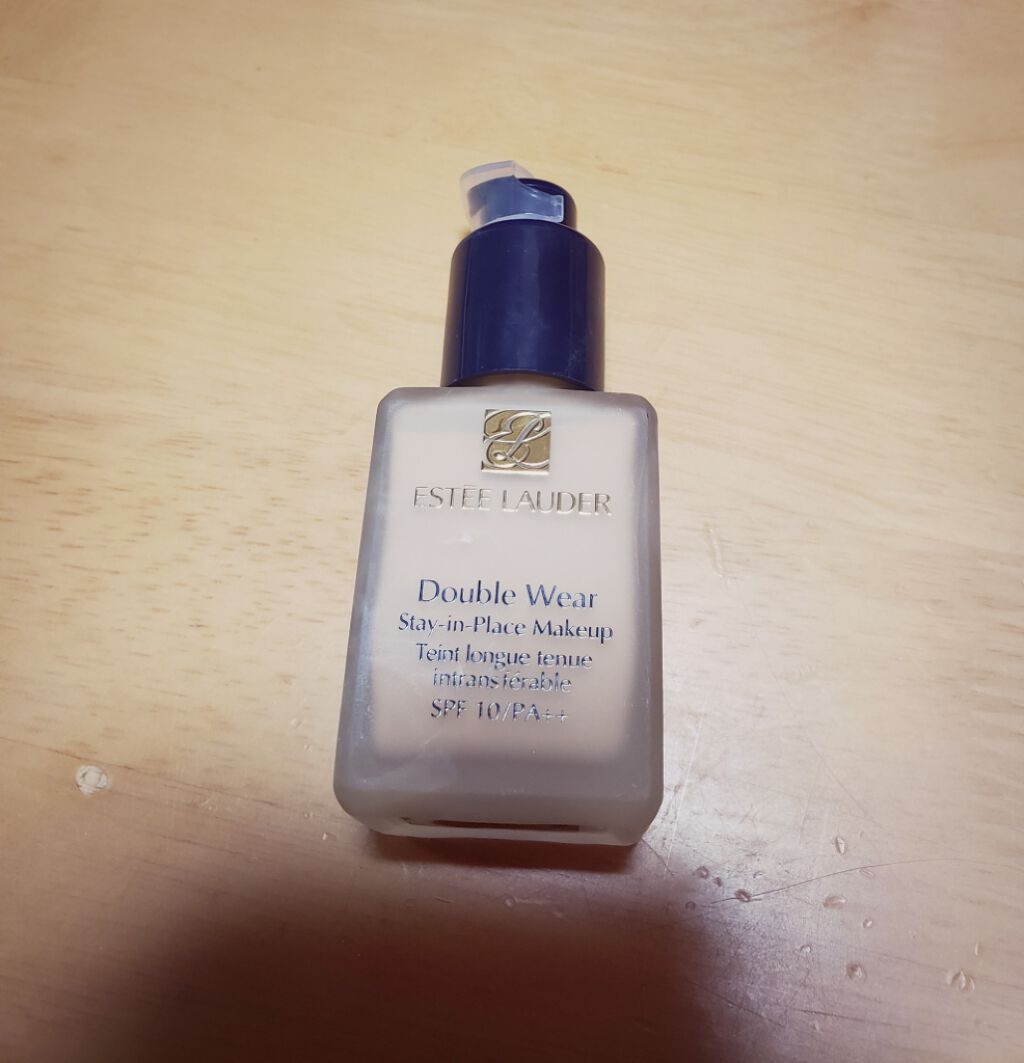 ESTĒE LAUDER
Double Wear
Stay-in-Place Makeup
Teint longue tenue
intransférable
SPF 10/PA++